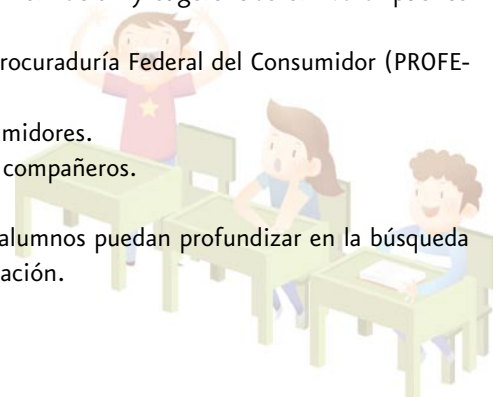 rocuraduría Federal del Consumidor (PROFE-
midores.
compañeros.
alumnos puedan profundizar en la búsqueda
ación.